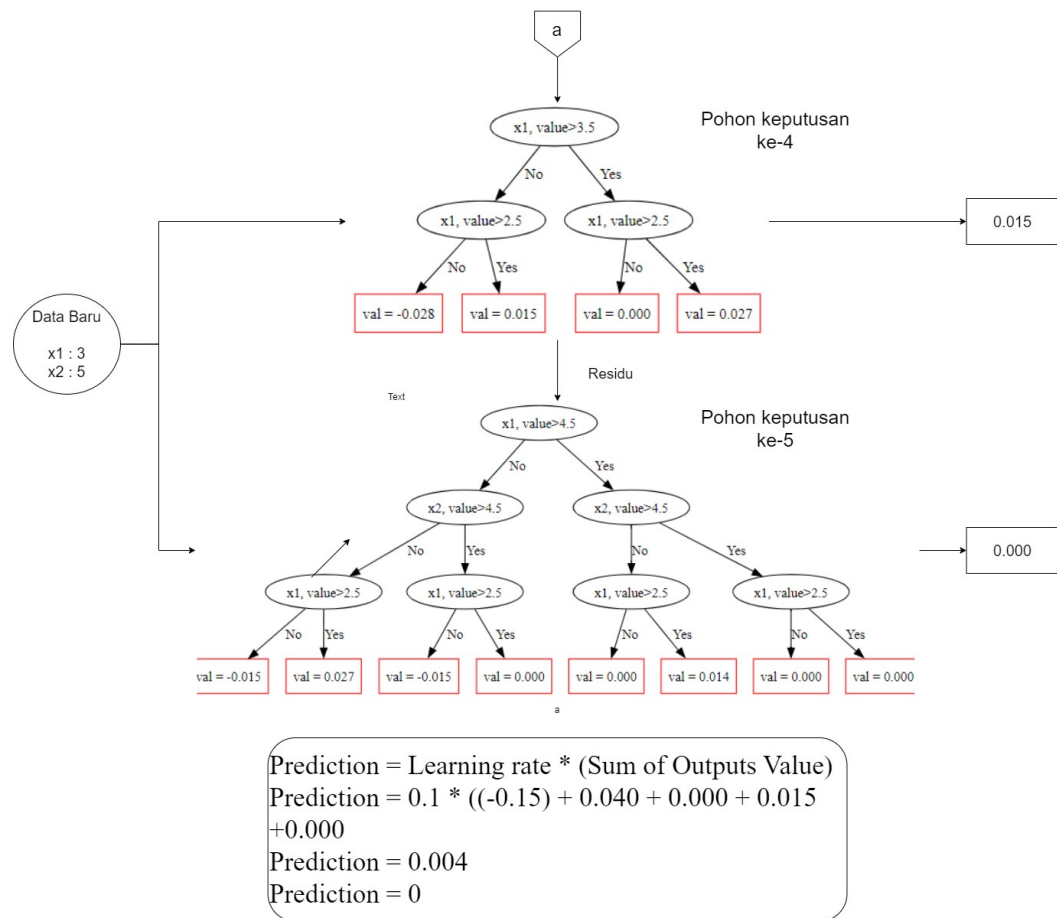 a
x1, value>3.5
Pohon keputusan
ke-4
No
Yes
x1, value>2.5
x1, value>2.5
0.015
No
Yes
No
Yes
val = -0.028
val = 0.015
val = 0.000
val = 0.027
Data Baru
x1 : 3
x2 : 5
Residu
Text
x1, value>4.5
Pohon keputusan
ke-5
No
Yes
x2, value>4.5
x2, value>4.5
No
Yes
No
Yes
0.000
x1, value>2.5
x1, value>2.5
x1, value>2.5
x1, value>2.5
No
Yes
No
Yes
No
Yes
No
Yes
val = -0.015
val = 0.027
val = -0.015
val = 0.000
val = 0.000
val = 0.014
val = 0.000
val = 0.000
a
Prediction = Learning rate * (Sum of Outputs Value)
Prediction = 0.1 * ((-0.15) + 0.040 + 0.000 + 0.015
+0.000
Prediction = 0.004
Prediction = 0